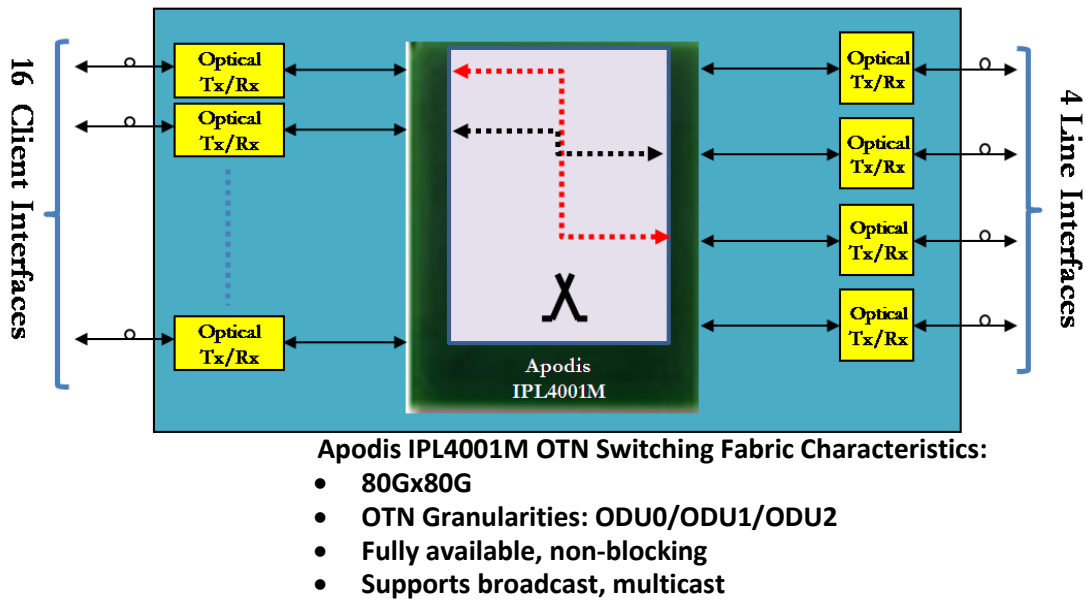 16 Client Interfaces
Optical
Tx/Rx
Optical
Tx/Rx
Optical
Tx/Rx
Apodis
IPL4001M
Optical
Tx/Rx
Optical
Tx/Rx
Optical
Tx/Rx
Optical
Tx/Rx
4 Line Interfaces
Apodis IPL4001M OTN Switching Fabric Characteristics:
• 80Gx80G
• OTN Granularities: ODU0/ODU1/ODU2
• Fully available, non-blocking
• Supports broadcast, multicast